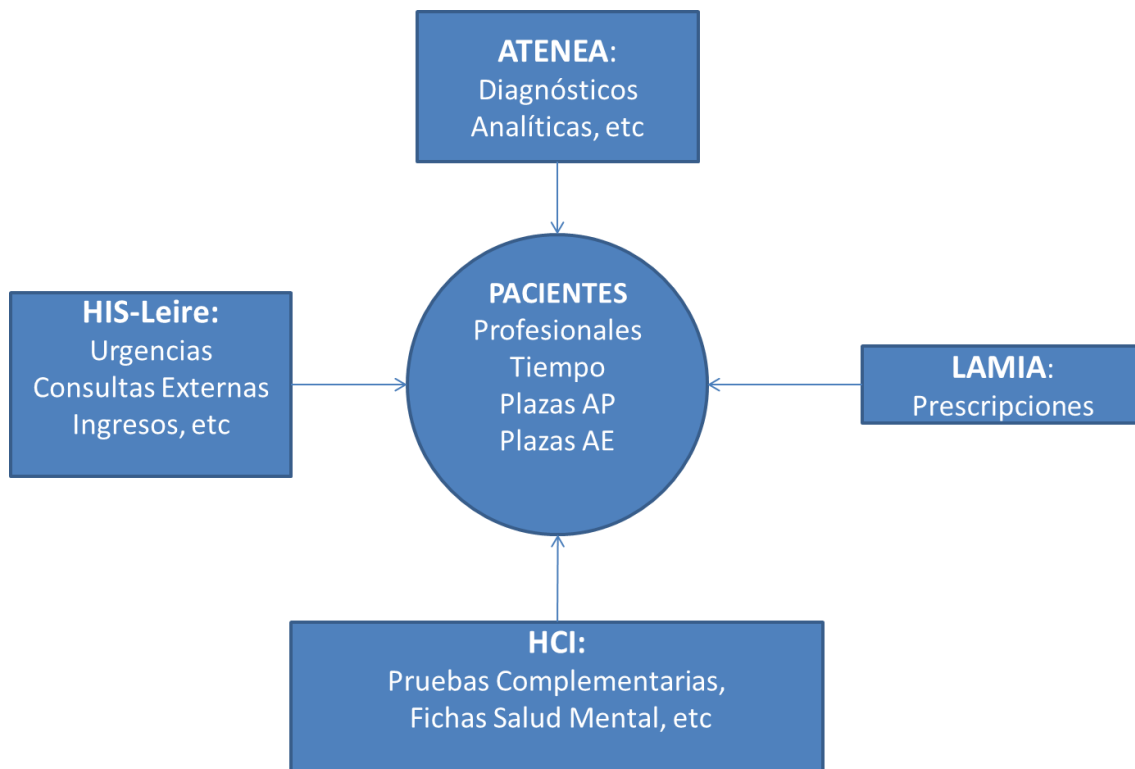 ATENEA:
Diagnósticos
Analíticas, etc
HIS-Leire:
Urgencias
Consultas Externas
Ingresos, etc
PACIENTES
Profesionales
Tiempo
Plazas AP
Plazas AE
LAMIA:
Prescripciones
HCI:
Pruebas Complementarias,
Fichas Salud Mental, etc